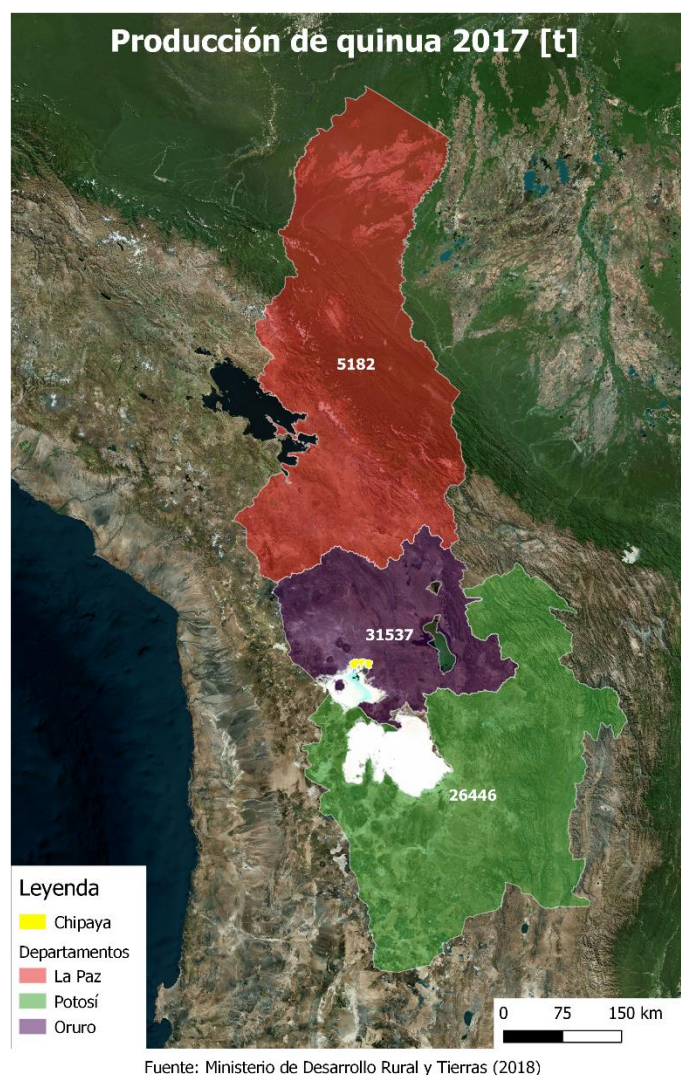 Producción de quinua 2017 [t]
5182
31537
26446
Leyenda
Chipaya
Departamentos
La Paz
Potosí
Oruro
0 75 150 km
Fuente: Ministerio de Desarrollo Rural y Tierras (2018)